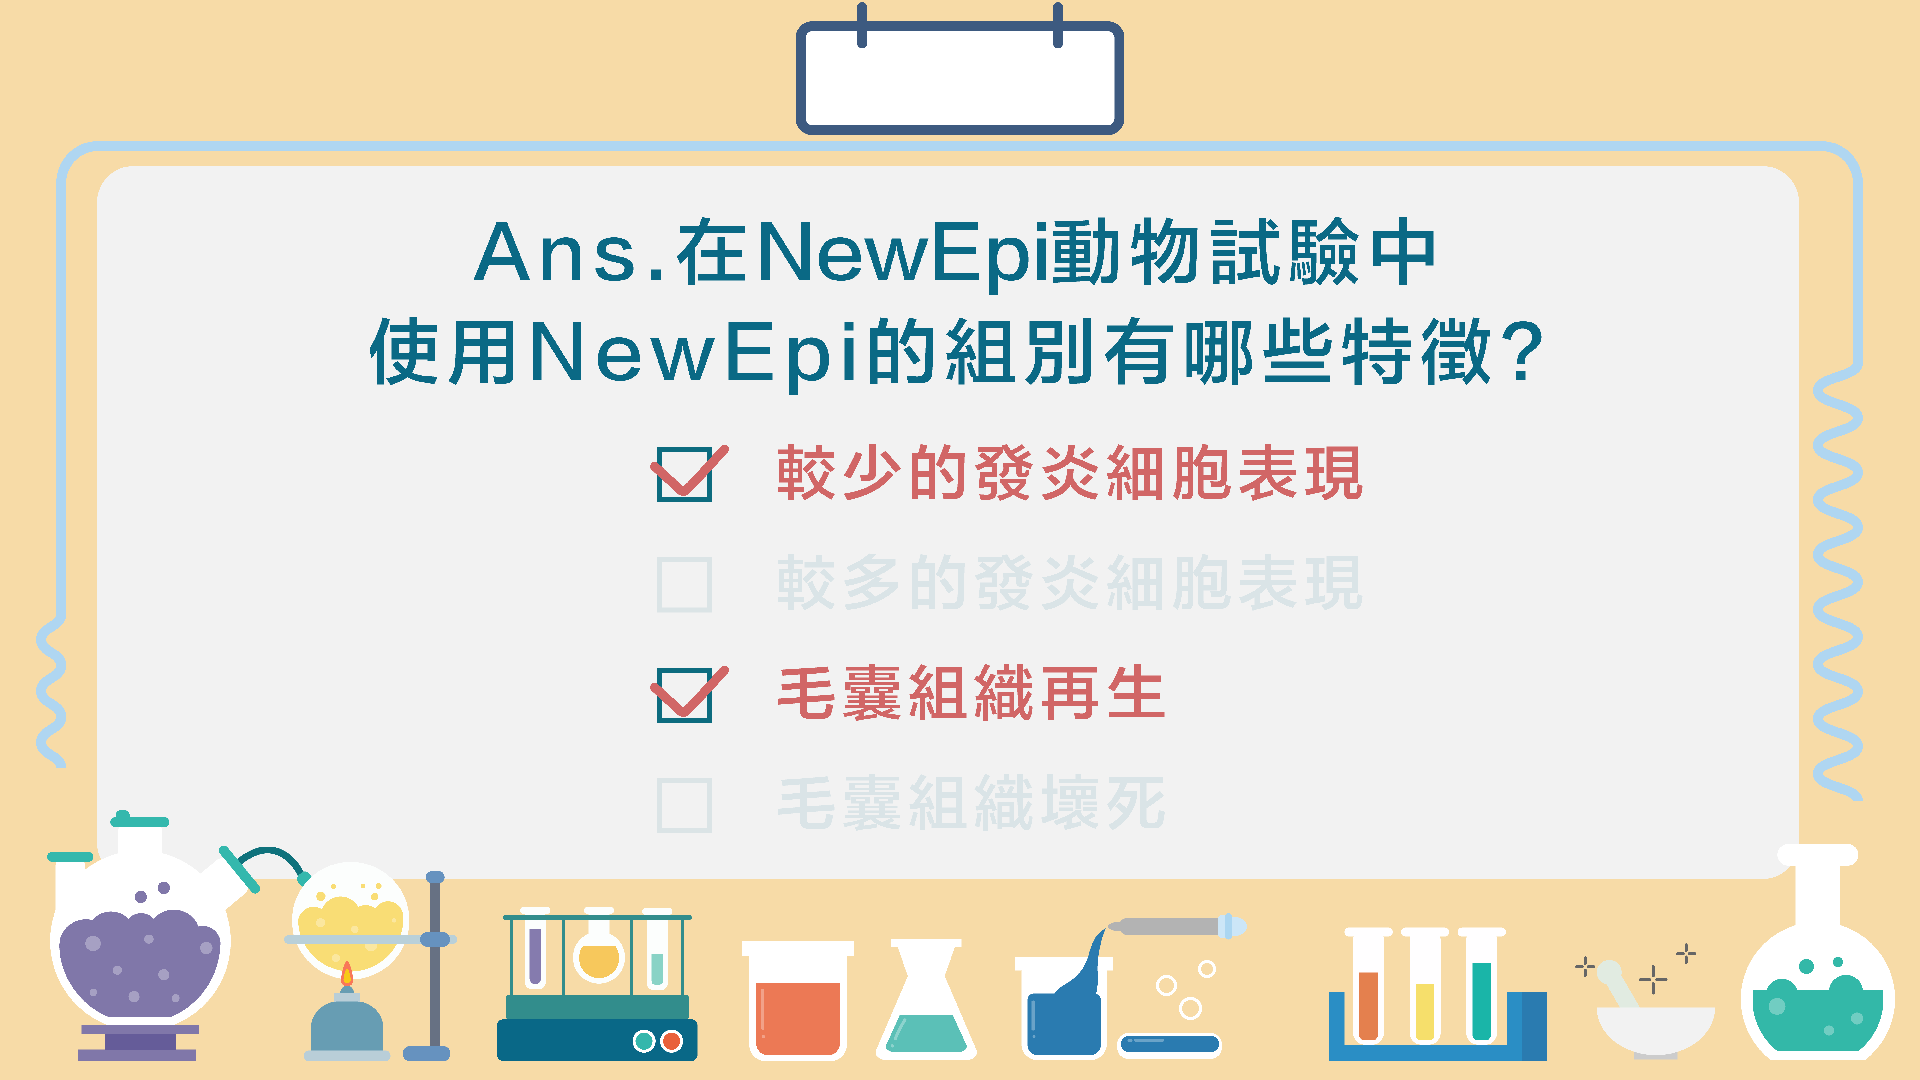 Ans.在NewEpi動物試驗中
使用NewEpi的組別有哪些特徵?
較少的發炎細胞表現
較多的發炎細胞表現
毛囊組織再生
毛囊組織壞死